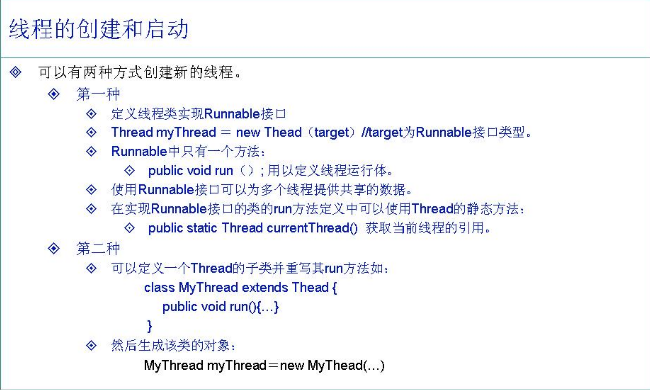 线程的创建和启动
可以有两种方式创建新的线程。
第一种
定义线程类实现Runnable接口
Thread myThread = new Thead（target）//target为Runnable接口类型。
Runnable中只有一个方法：
public void run（）; 用以定义线程运行体。
使用Runnable接口可以为多个线程提供共享的数据。
在实现Runnable接口的类的run方法定义中可以使用Thread的静态方法：
public static Thread currentThread() 获取当前线程的引用。
第二种
可以定义一个Thread的子类并重写其run方法如：
class MyThread extends Thead {
public void run(){…}
}
然后生成该类的对象：
MyThread myThread＝new MyThead(…)